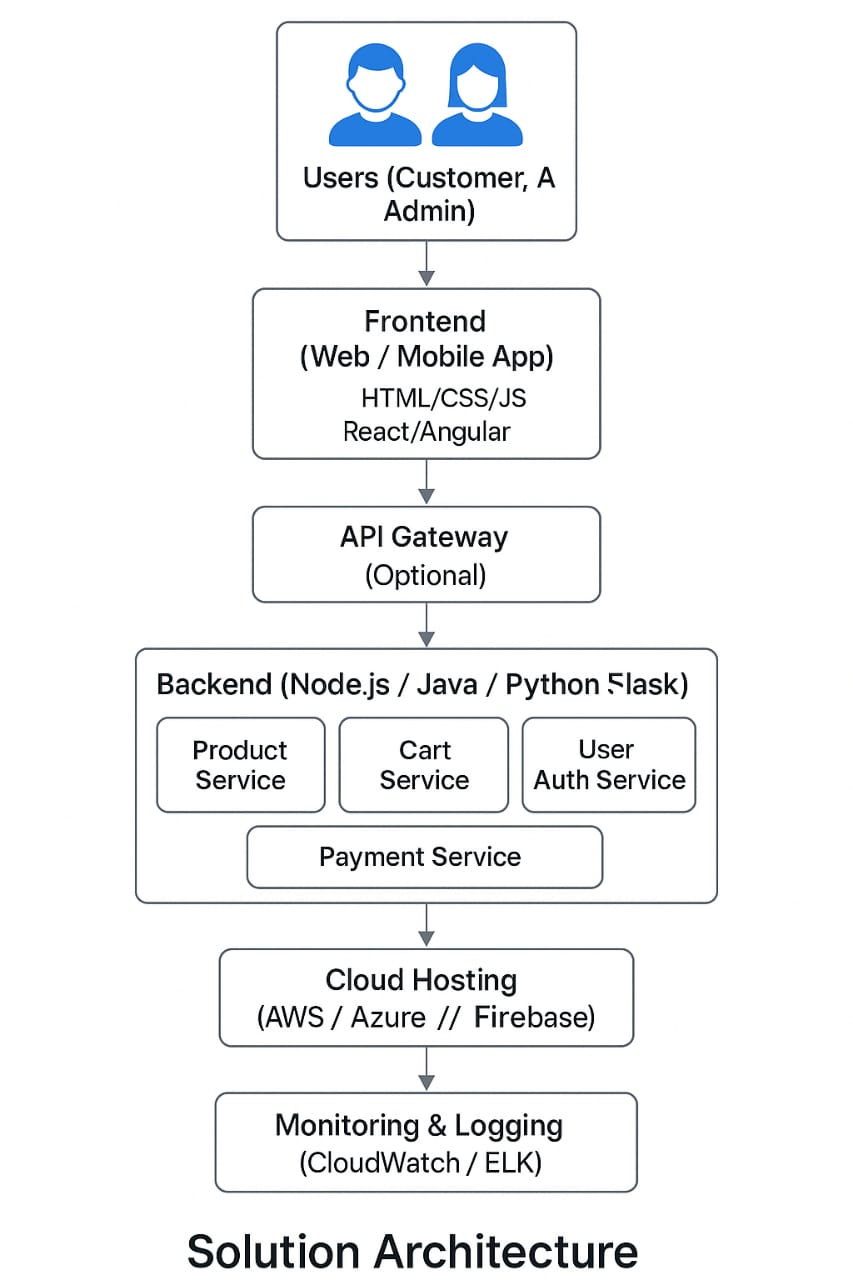 Users (Customer, A
Admin)
Frontend
(Web / Mobile App)
HTML/CSS/JS
React/Angular
API Gateway
(Optional)
Backend (Node.js / Java / Python Flask)
Product
Service
Cart
Service
User
Auth Service
Payment Service
Cloud Hosting
(AWS / Azure // Firebase)
Monitoring & Logging
(CloudWatch / ELK)
Solution Architecture